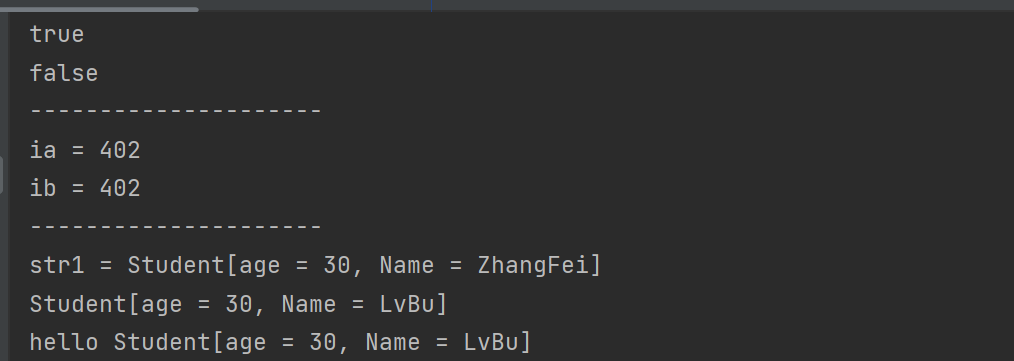 true
false
---------------------
ia = 402
ib = 402
---------------------
str1 = Student[age = 30, Name = ZhangFei]
Student[age = 30, Name = LvBu]
hello Student[age = 30, Name = LvBu]